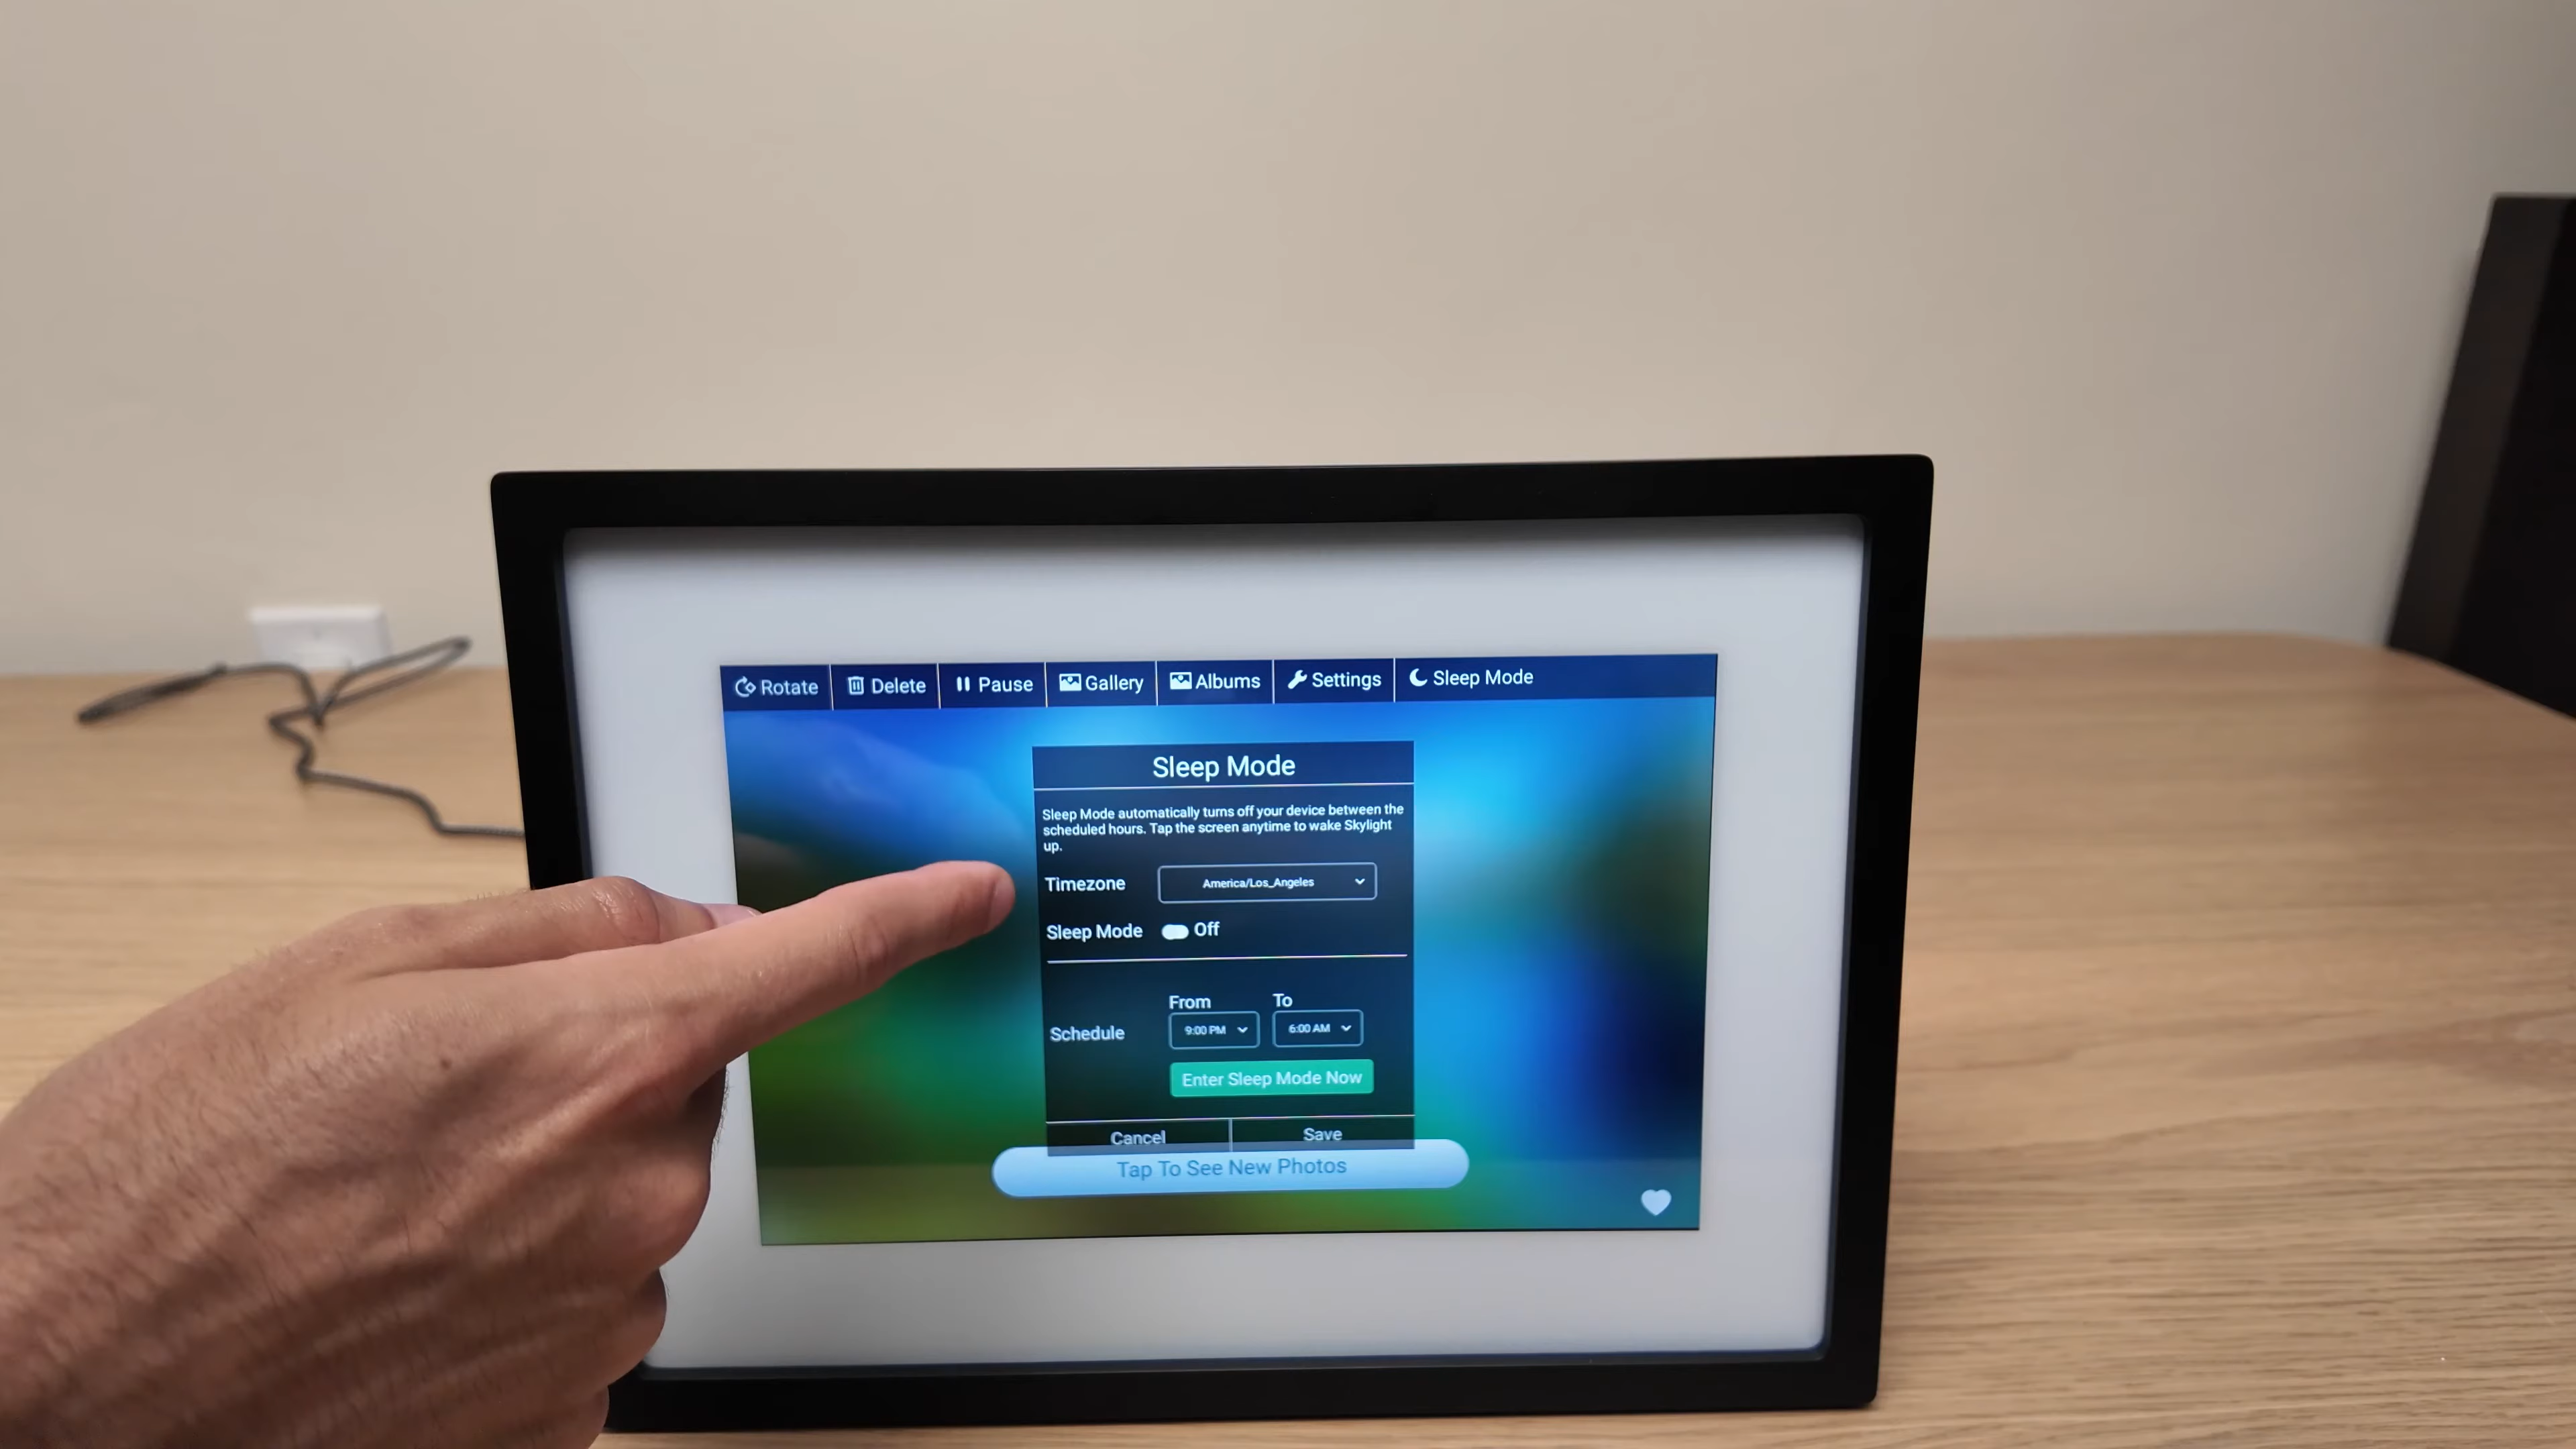 Rotate Delete Pause Gallery Albums Settings Sleep Mode
Sleep Mode
Sleep Mode automatically turns off your device between the
scheduled hours. Tap the screen anytime to wake Skylight
up.
Timezone America/Los_Angeles
Sleep Mode Off
From To
Schedule 9:00 PM 6:00 AM
Enter Sleep Mode Now
Cancel Save
Tap To See New Photos